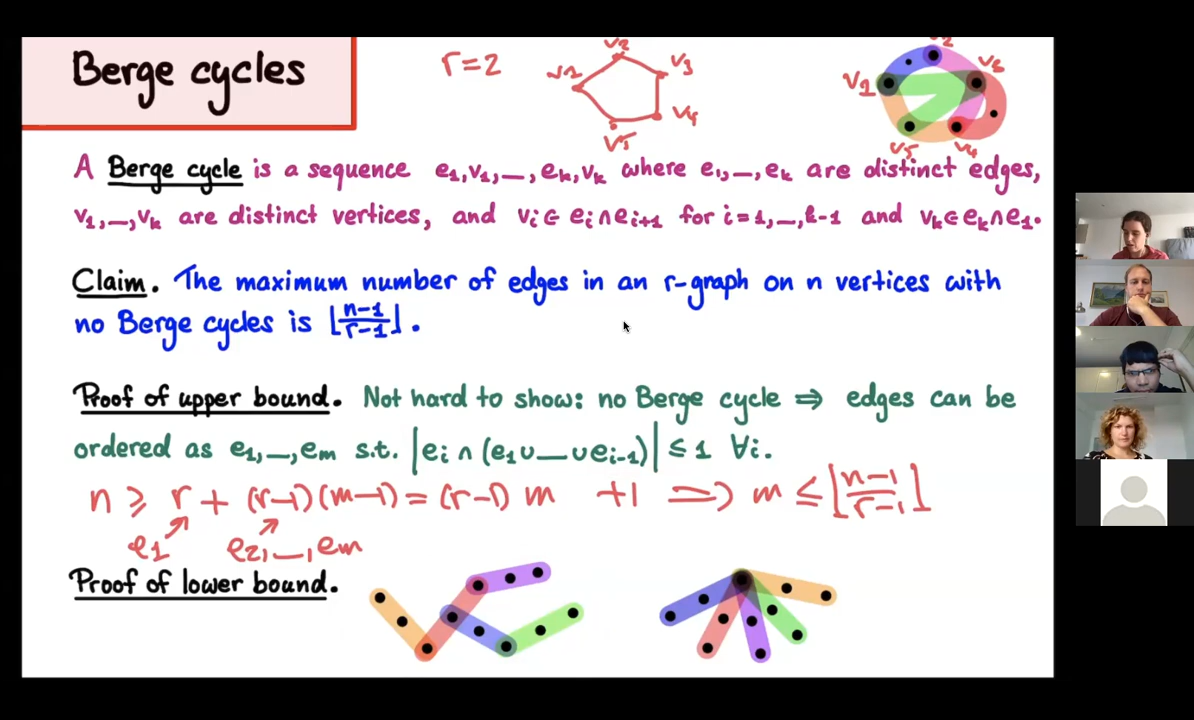 Berge cycles
r=2
v1
v2
v3
v4
v5
v1
v2
v3
v4
v5
A Berge cycle is a sequence e₁,v₁,_,eₖ,vₖ where e₁,_,eₖ are distinct edges,
v₁,_,vₖ are distinct vertices, and vᵢ∈eᵢ∩eᵢ₊₁ for i=1,_,k-1 and vₖ∈eₖ∩e₁.
Claim. The maximum number of edges in an r-graph on n vertices with
no Berge cycles is ⌊(n-1)/(r-1)⌋.
Proof of upper bound. Not hard to show: no Berge cycle ⇒ edges can be
ordered as e₁,_,eₘ s.t. |eᵢ∩(e₁∪_∪eᵢ₋₁)| ≤ 1 ∀i.
n ≥ r + (r-1)(m-1) = (r-1) m +1 ⇒ m ≤ ⌊(n-1)/(r-1)⌋
e₁ e₂,_,eₘ
Proof of lower bound.